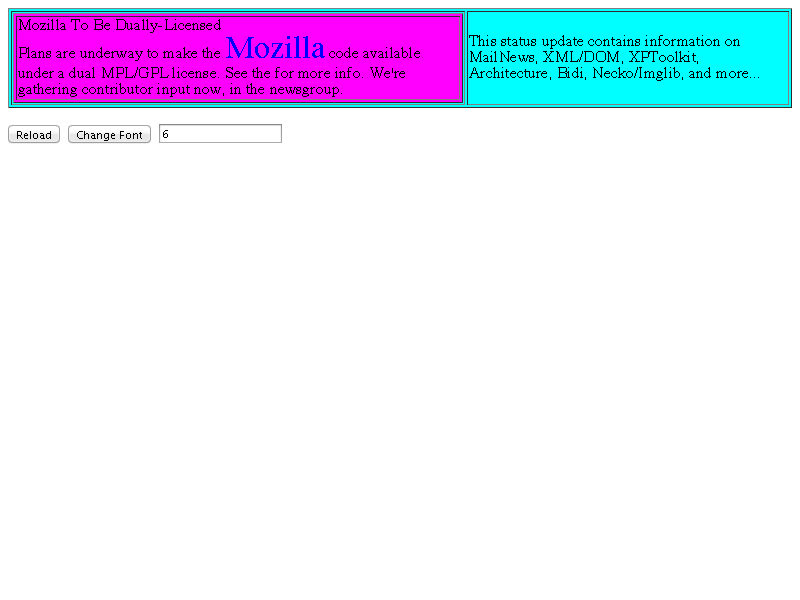 Mozilla To Be Dually-Licensed
Plans are underway to make the Mozilla code available
under a dual MPL/GPL license. See the for more info. We're
gathering contributor input now, in the newsgroup.
This status update contains information on
MailNews, XML/DOM, XPToolkit,
Architecture, Bidi, Necko/Imglib, and more...
Reload Change Font 6